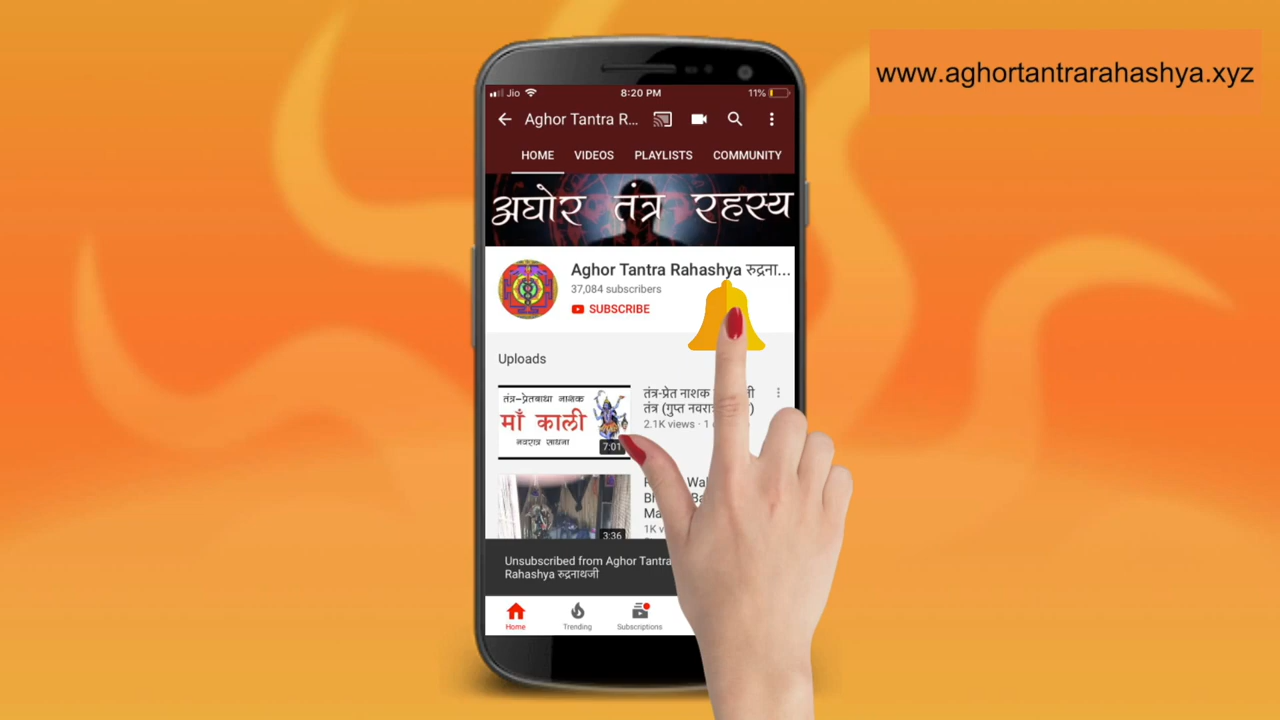 www.aghortantrarahashya.xyz
Jio 8:20 PM 11%
Aghor Tantra R...
HOME VIDEOS PLAYLISTS COMMUNITY
अघोर तंत्र रहस्य
Aghor Tantra Rahashya रुद्रना...
37,084 subscribers
SUBSCRIBE
Uploads
तंत्र-प्रेतबाधा नाशक
माँ काली
नवरात्र साधना
7:01
तंत्र-प्रेत नाशक
तंत्र (गुप्त
2.1K views
3:36
1K
Unsubscribed from Aghor Tantra
Rahashya रुद्रनाथजी
Home Trending Subscriptions